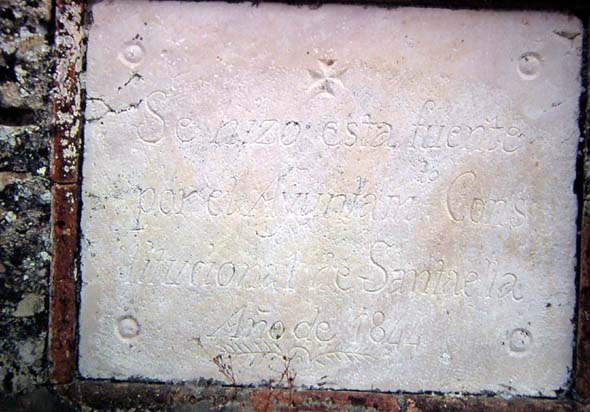 Se hizo esta fuente
por el Ayuntam.to Cons
titucional de Santaella
Año de 1844